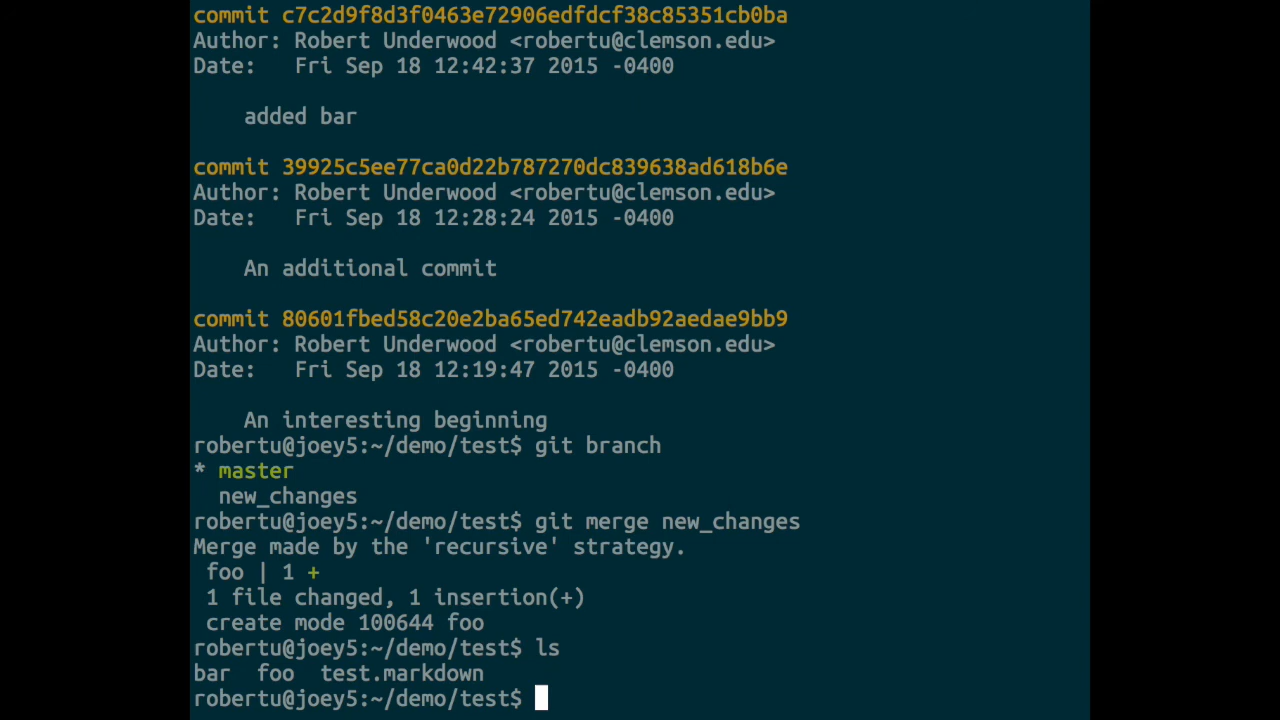 commit c7c2d9f8d3f0463e72906edfdcf38c85351cb0ba
Author: Robert Underwood <robertu@clemson.edu>
Date:   Fri Sep 18 12:42:37 2015 -0400
    added bar
commit 39925c5ee77ca0d22b787270dc839638ad618b6e
Author: Robert Underwood <robertu@clemson.edu>
Date:   Fri Sep 18 12:28:24 2015 -0400
    An additional commit
commit 80601fbed58c20e2ba65ed742eadb92aedae9bb9
Author: Robert Underwood <robertu@clemson.edu>
Date:   Fri Sep 18 12:19:47 2015 -0400
    An interesting beginning
robertu@joey5:~/demo/test$ git branch
* master
  new_changes
robertu@joey5:~/demo/test$ git merge new_changes
Merge made by the 'recursive' strategy.
 foo | 1 +
 1 file changed, 1 insertion(+)
 create mode 100644 foo
robertu@joey5:~/demo/test$ ls
bar  foo  test.markdown
robertu@joey5:~/demo/test$